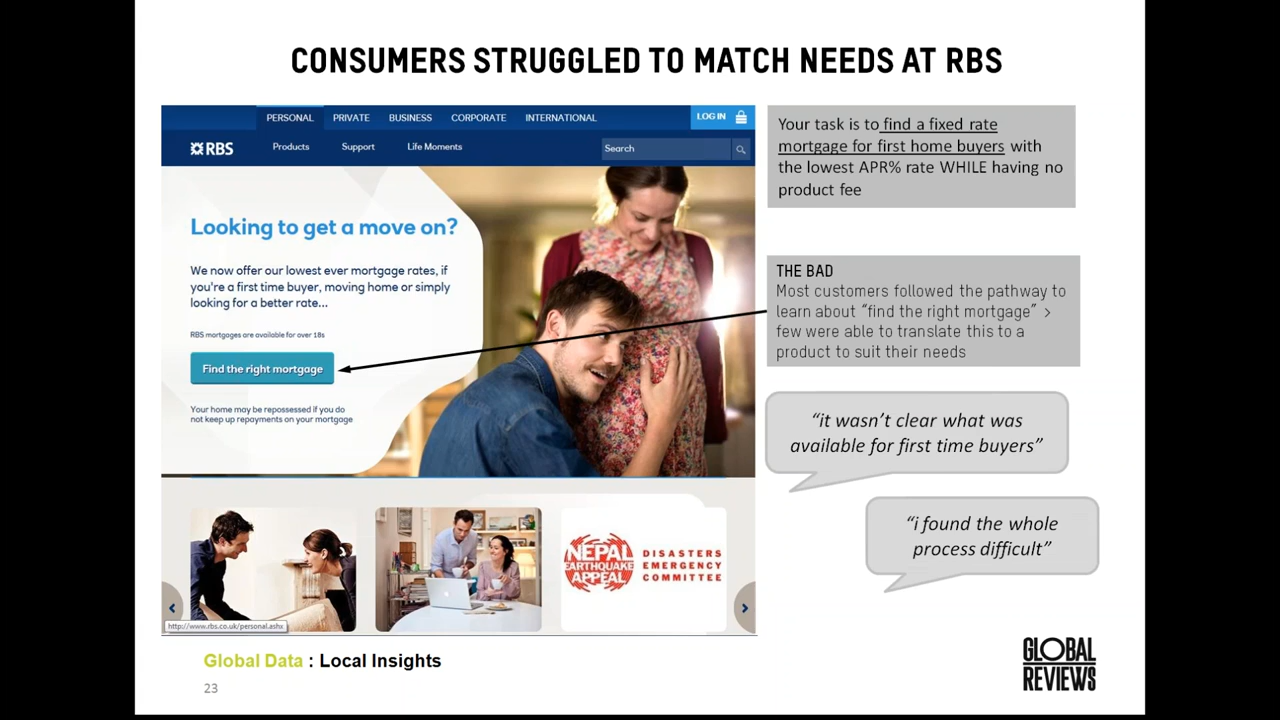 CONSUMERS STRUGGLED TO MATCH NEEDS AT RBS
PERSONAL PRIVATE BUSINESS CORPORATE INTERNATIONAL LOG IN
RBS Products Support Life Moments Search
Looking to get a move on?
We now offer our lowest ever mortgage rates, if
you're a first time buyer, moving home or simply
looking for a better rate...
RBS mortgages are available for over 18s
Find the right mortgage
Your home may be repossessed if you do
not keep up repayments on your mortgage
NEPAL
EARTHQUAKE
APPEAL
DISASTERS
EMERGENCY
COMMITTEE
http://www.rbs.co.uk/personal.ashx
Your task is to find a fixed rate
mortgage for first home buyers with
the lowest APR% rate WHILE having no
product fee
THE BAD
Most customers followed the pathway to
learn about “find the right mortgage” >
few were able to translate this to a
product to suit their needs
“it wasn’t clear what was
available for first time buyers”
“i found the whole
process difficult”
Global Data : Local Insights
23
GLOBAL
REVIEWS